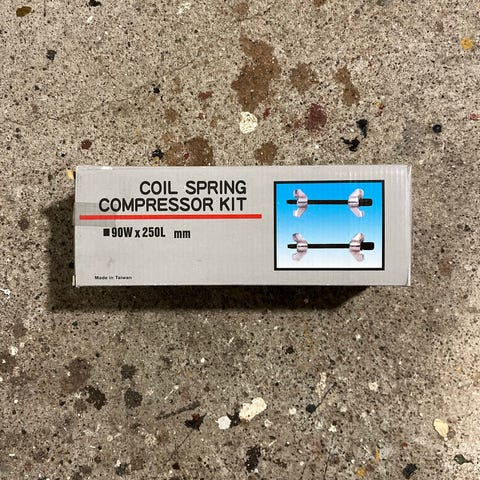 COIL SPRING
COMPRESSOR KIT
■90W x 250L mm
Made in Taiwan